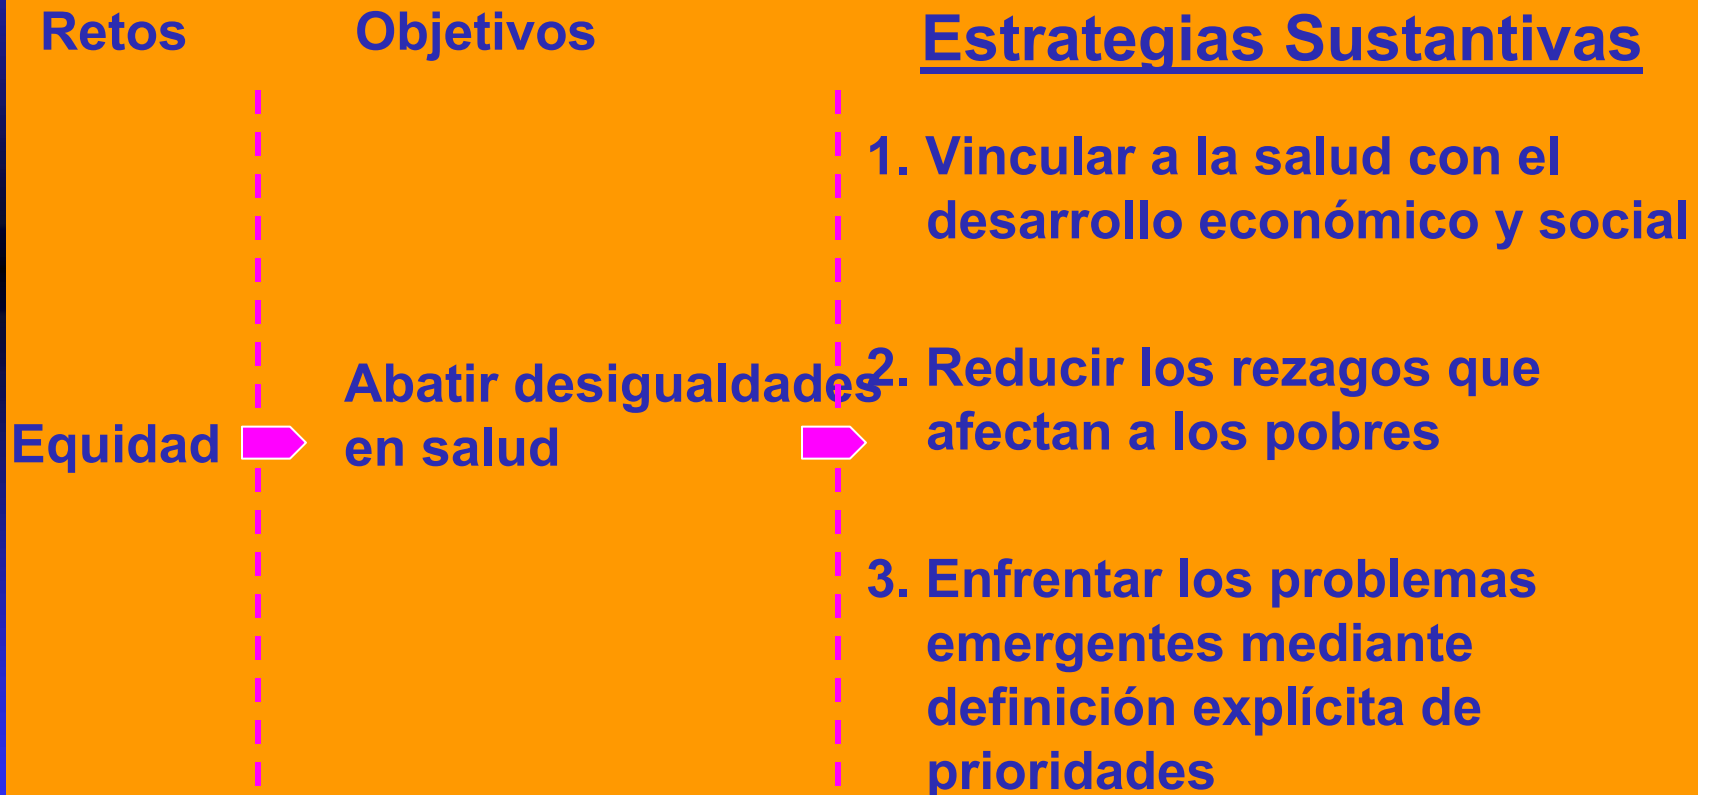 Retos
Objetivos
Estrategias Sustantivas
Equidad
Abatir desigualdades
en salud
1. Vincular a la salud con el
desarrollo económico y social
2. Reducir los rezagos que
afectan a los pobres
3. Enfrentar los problemas
emergentes mediante
definición explícita de
prioridades